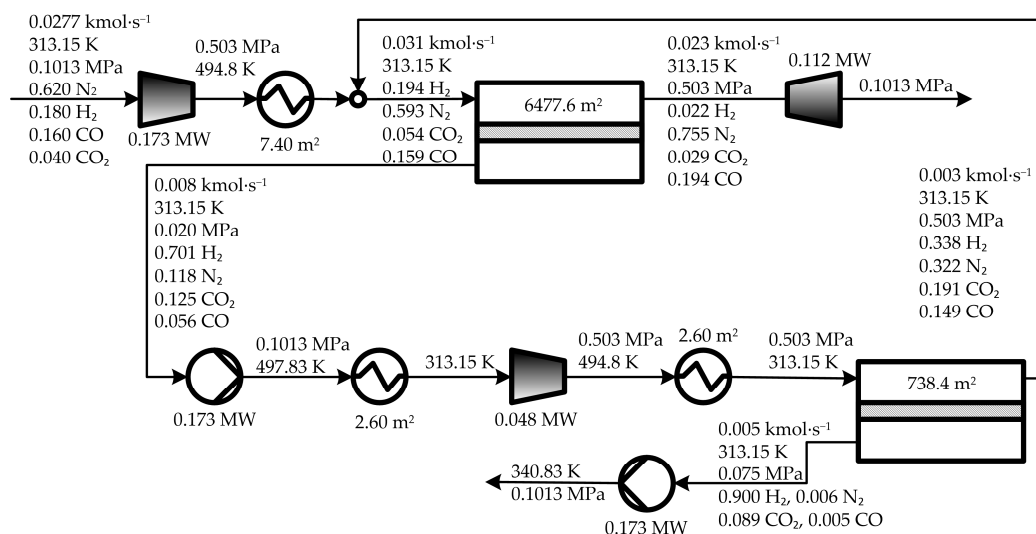 0.0277 kmol·s⁻¹
313.15 K
0.1013 MPa
0.620 N₂
0.180 H₂
0.160 CO
0.040 CO₂
0.173 MW
0.503 MPa
494.8 K
7.40 m²
0.031 kmol·s⁻¹
313.15 K
0.194 H₂
0.593 N₂
0.054 CO₂
0.159 CO
6477.6 m²
0.023 kmol·s⁻¹
313.15 K
503 MPa
0.022 H₂
0.755 N₂
0.029 CO₂
0.194 CO
0.112 MW
0.1013 MPa
0.008 kmol·s⁻¹
313.15 K
0.020 MPa
0.701 H₂
0.118 N₂
0.125 CO₂
0.056 CO
0.003 kmol·s⁻¹
313.15 K
0.503 MPa
0.338 H₂
0.322 N₂
0.191 CO₂
0.149 CO
0.173 MW
0.1013 MPa
497.83 K
2.60 m²
313.15 K
0.048 MW
0.503 MPa
494.8 K
2.60 m²
0.503 MPa
313.15 K
738.4 m²
0.005 kmol·s⁻¹
313.15 K
0.075 MPa
0.900 H₂, 0.006 N₂
0.089 CO₂, 0.005 CO
0.173 MW
340.83 K
0.1013 MPa